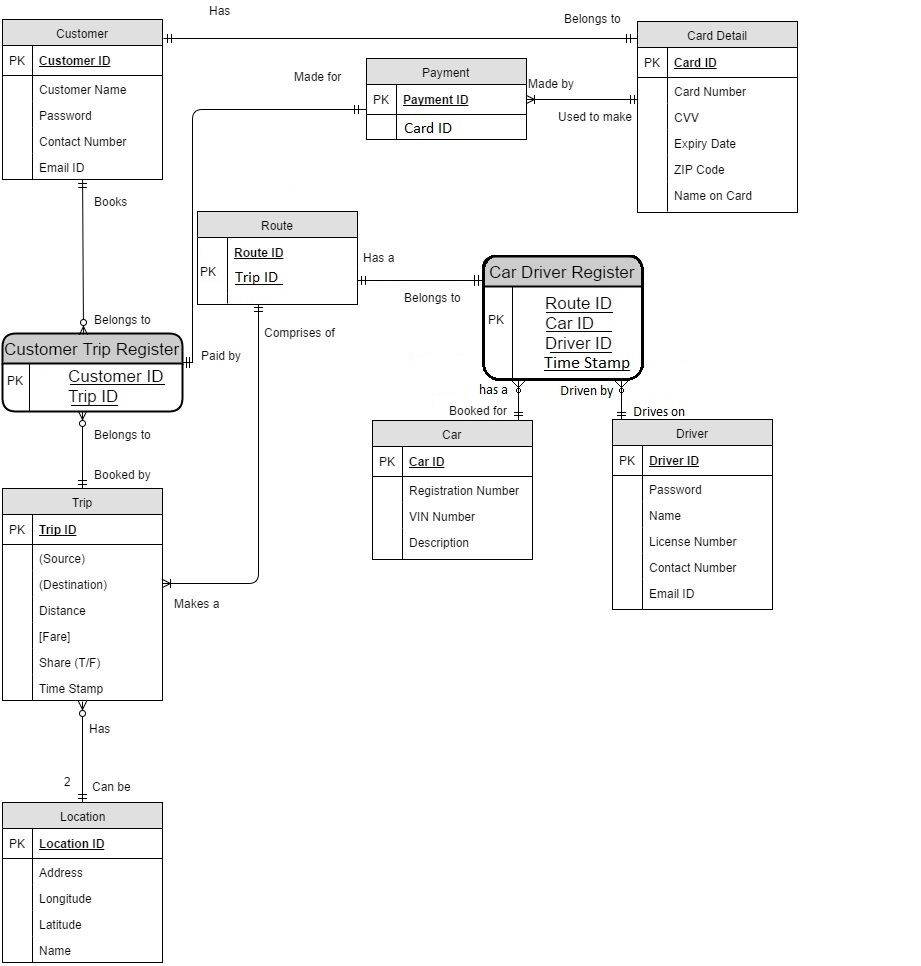 Has
Belongs to
Customer
PK Customer ID
Customer Name
Password
Contact Number
Email ID
Card Detail
PK Card ID
Card Number
CVV
Expiry Date
ZIP Code
Name on Card
Made for
Payment
PK Payment ID
Card ID
Made by
Used to make
Books
Belongs to
Route
PK
Route ID
Trip ID
Has a
Belongs to
Car Driver Register
PK
Route ID
Car ID
Driver ID
Time Stamp
Comprises of
Customer Trip Register
PK
Customer ID
Trip ID
Paid by
has a
Booked for
Driven by
Drives on
Belongs to
Booked by
Car
PK Car ID
Registration Number
VIN Number
Description
Driver
PK Driver ID
Password
Name
License Number
Contact Number
Email ID
Trip
PK Trip ID
(Source)
(Destination)
Distance
[Fare]
Share (T/F)
Time Stamp
Makes a
Has
2
Can be
Location
PK Location ID
Address
Longitude
Latitude
Name